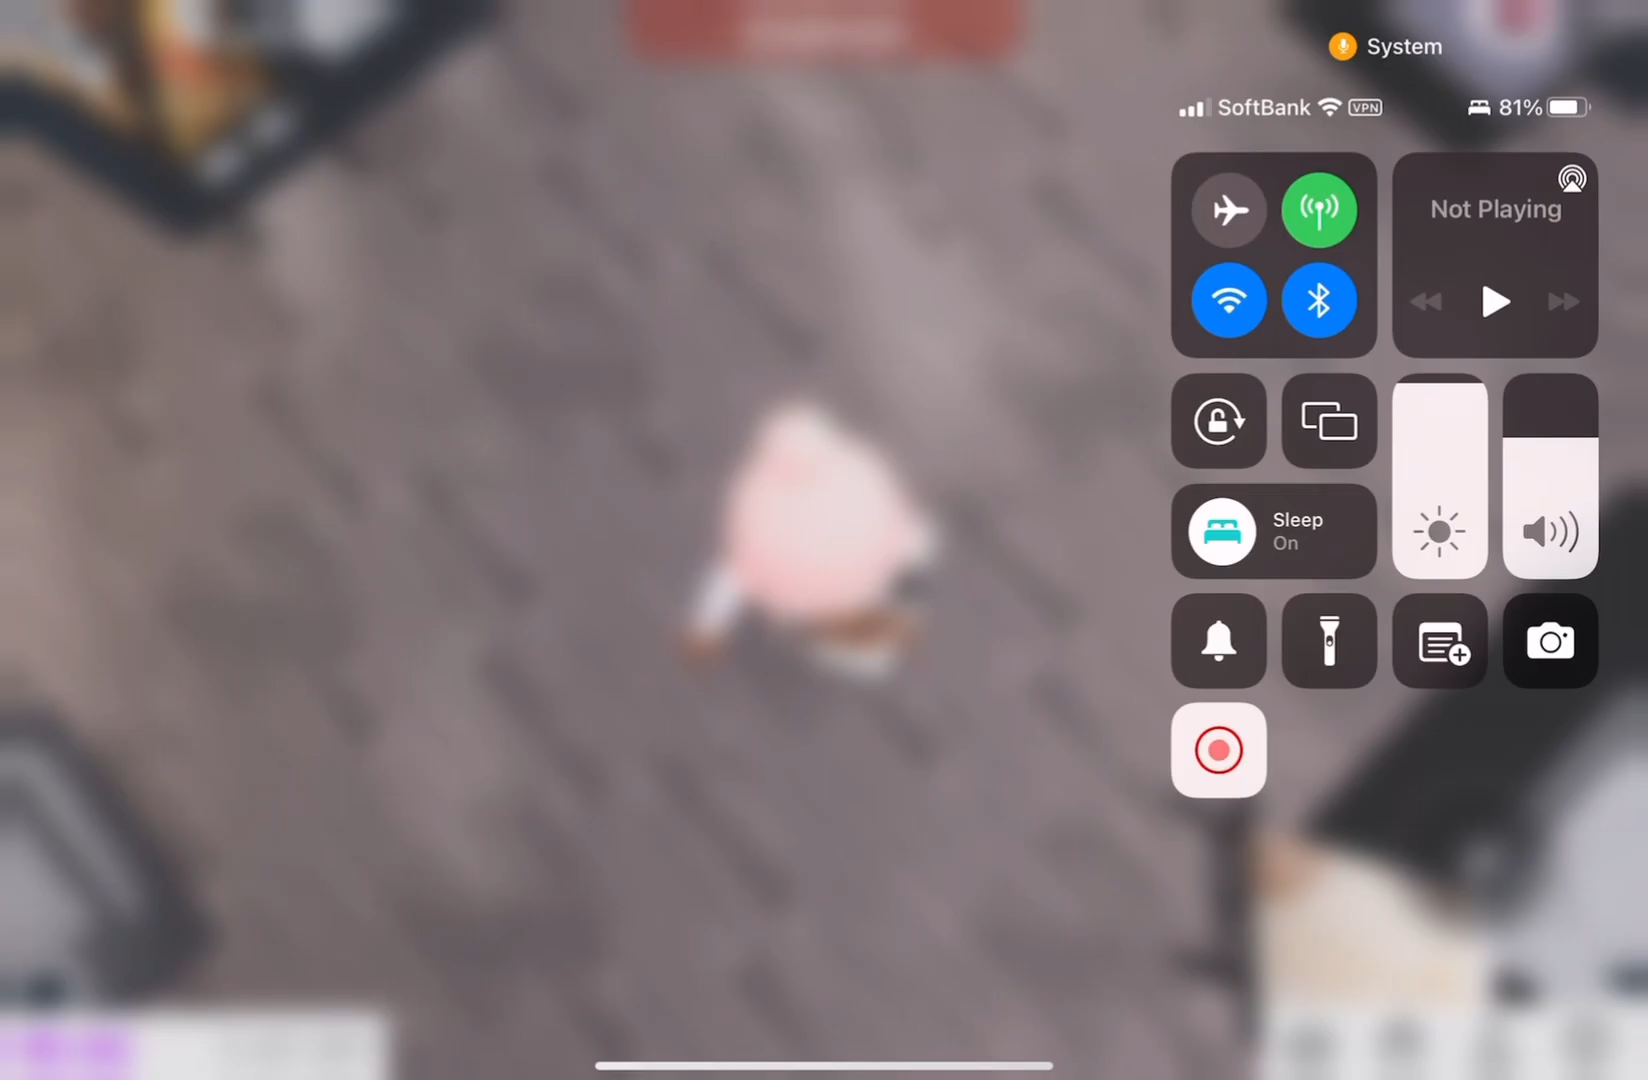 System
SoftBank VPN 81%
Not Playing
Sleep
On